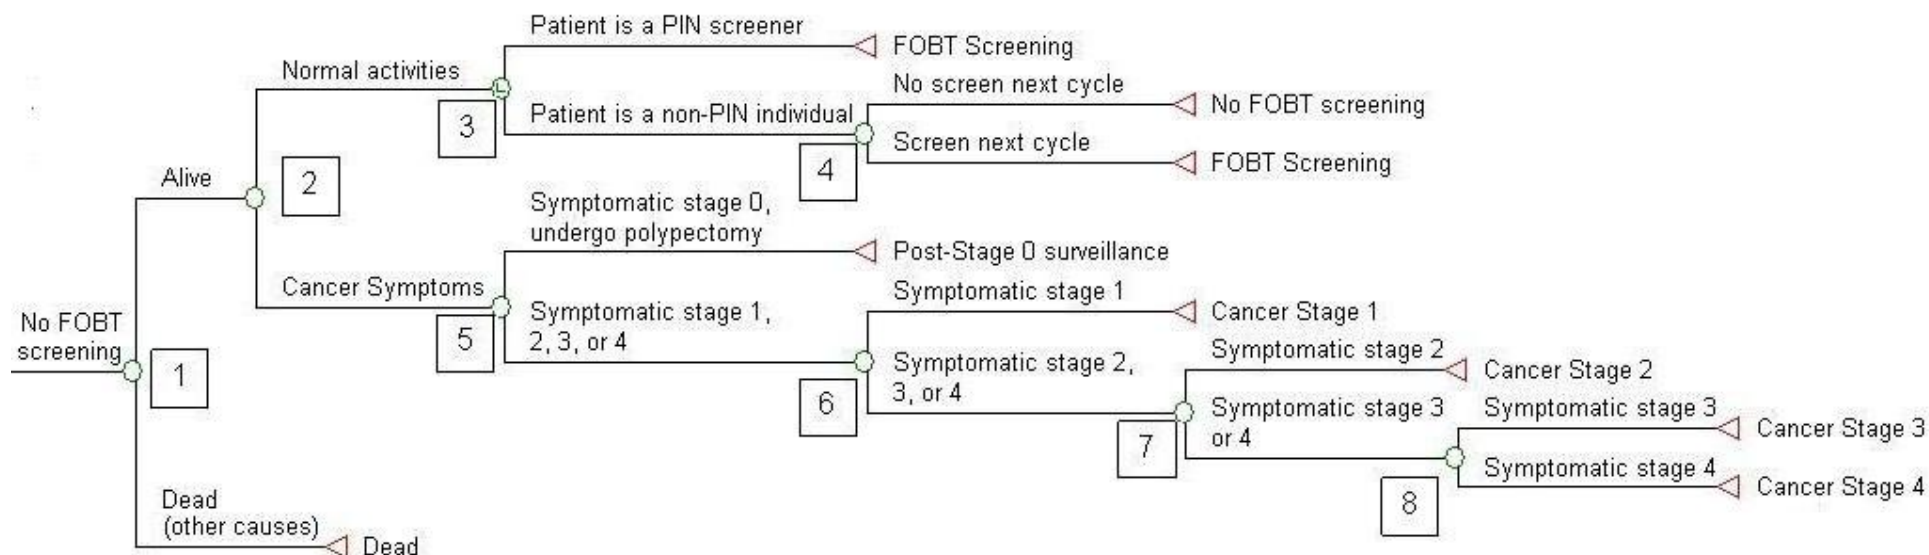 Patient is a PIN screener
FOBT Screening
Normal activities
No screen next cycle
3
Patient is a non-PIN individual
No FOBT screening
4
Screen next cycle
FOBT Screening
Alive
2
Symptomatic stage 0,
undergo polypectomy
Post-Stage 0 surveillance
Cancer Symptoms
Symptomatic stage 1
Cancer Stage 1
5
Symptomatic stage 1,
2, 3, or 4
No FOBT
screening
1
6
Symptomatic stage 2,
3, or 4
Symptomatic stage 2
Cancer Stage 2
7
Symptomatic stage 3
or 4
Symptomatic stage 3
Cancer Stage 3
8
Symptomatic stage 4
Cancer Stage 4
Dead
(other causes)
Dead